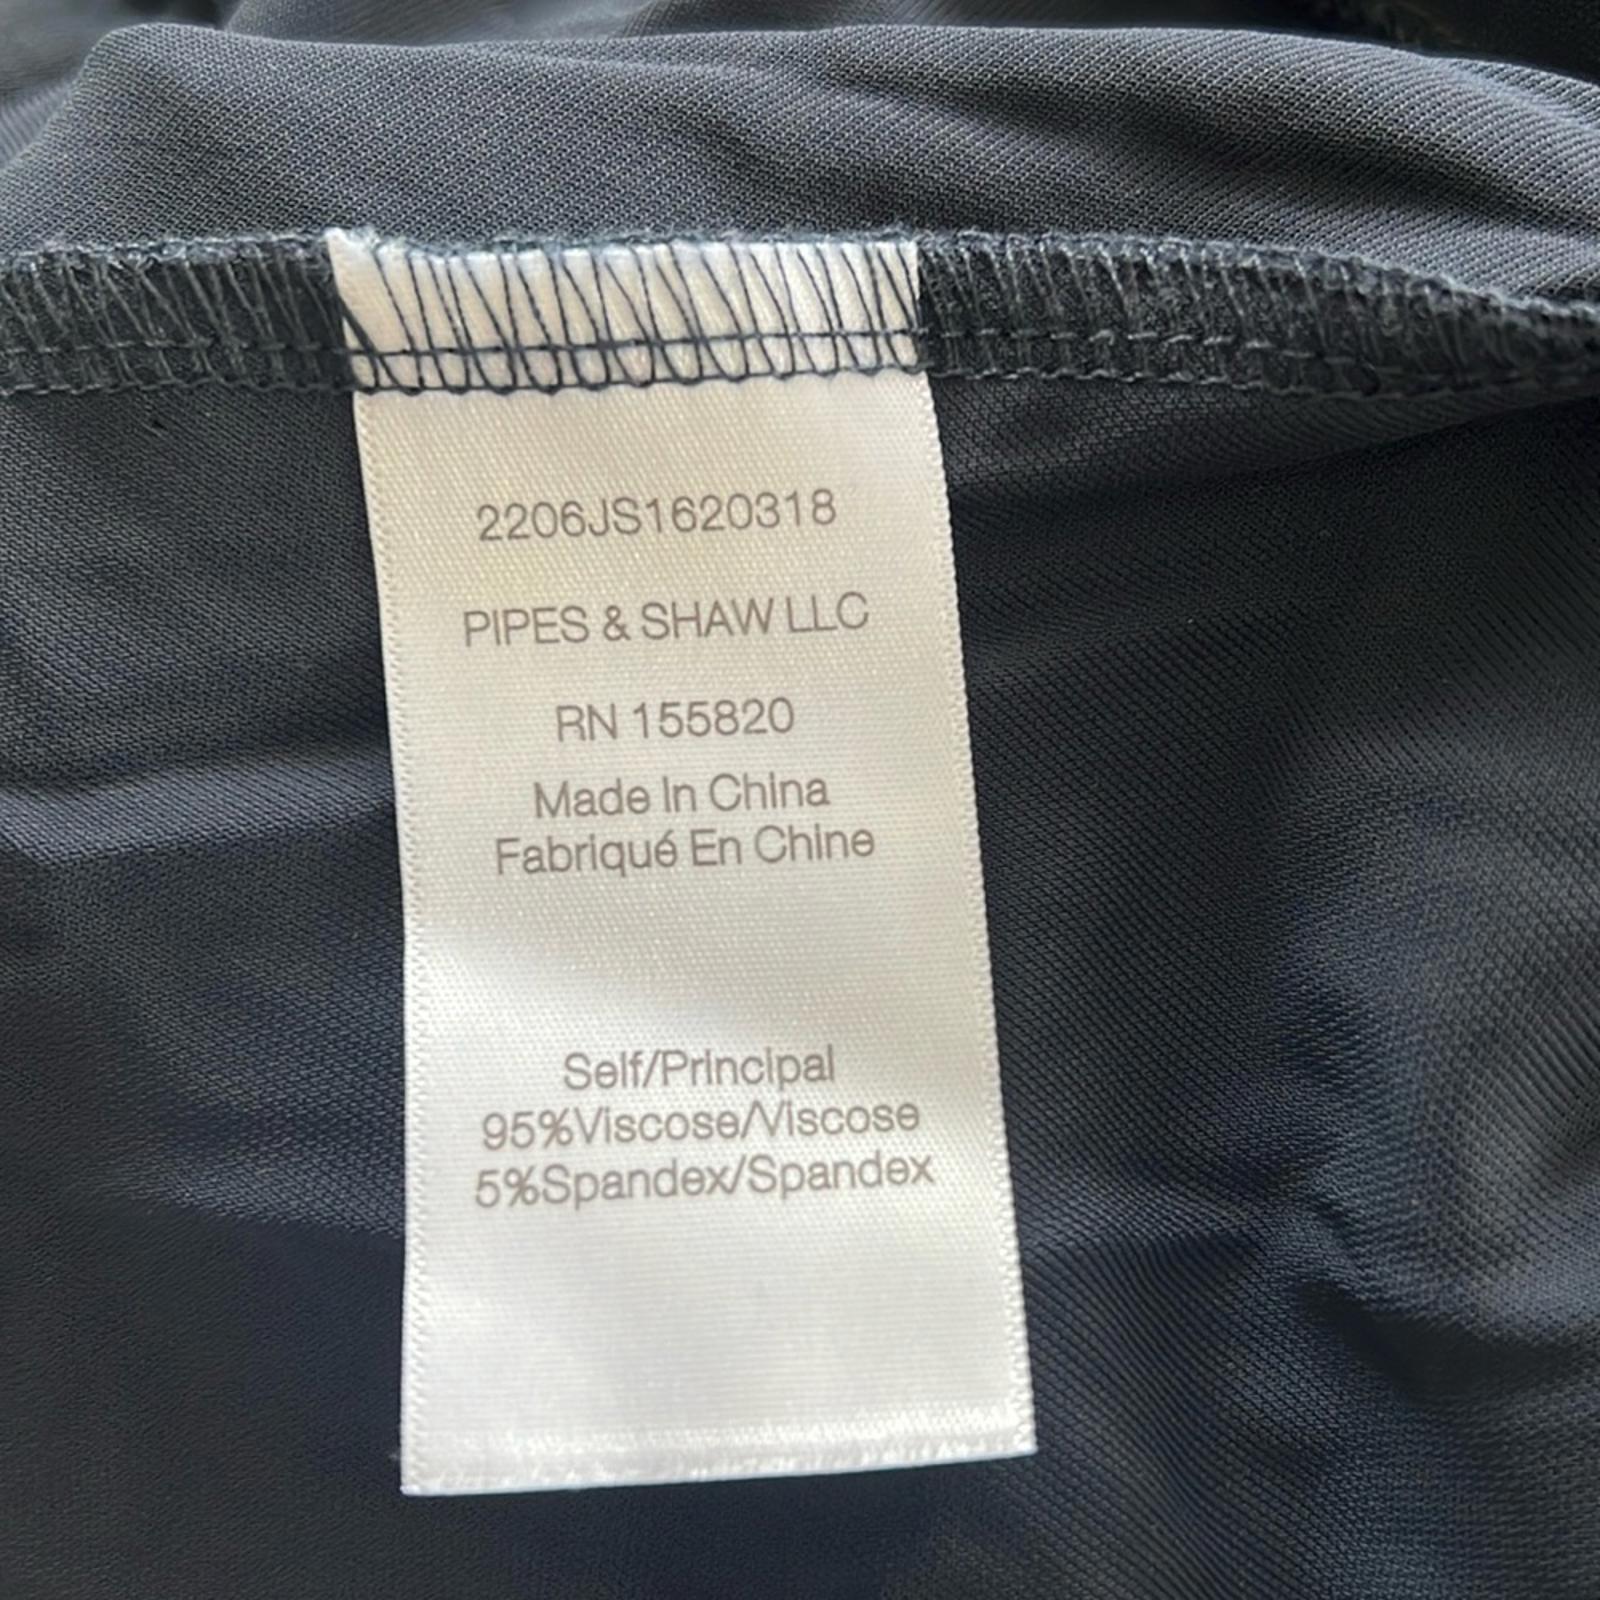 2206JS1620318
PIPES & SHAW LLC
RN 155820
Made In China
Fabriqué En Chine
Self/Principal
95%Viscose/Viscose
5%Spandex/Spandex